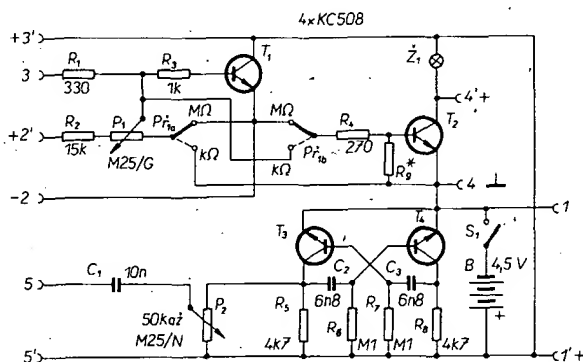 4×KC508
+3'
3
R1
330
R3
1k
T1
Ž1
4'+
+2'
R2
15k
P1
M25/G
Př1a
MΩ
kΩ
MΩ
kΩ
Př1b
R4
270
R9*
T2
-2
4
1
T3
T4
S1
B
4,5 V
+
5
C1
10n
C2
6n8
C3
6n8
P2
50kaž
M25/N
R5
4k7
R6
M1
R7
M1
R8
4k7
5'
1'+